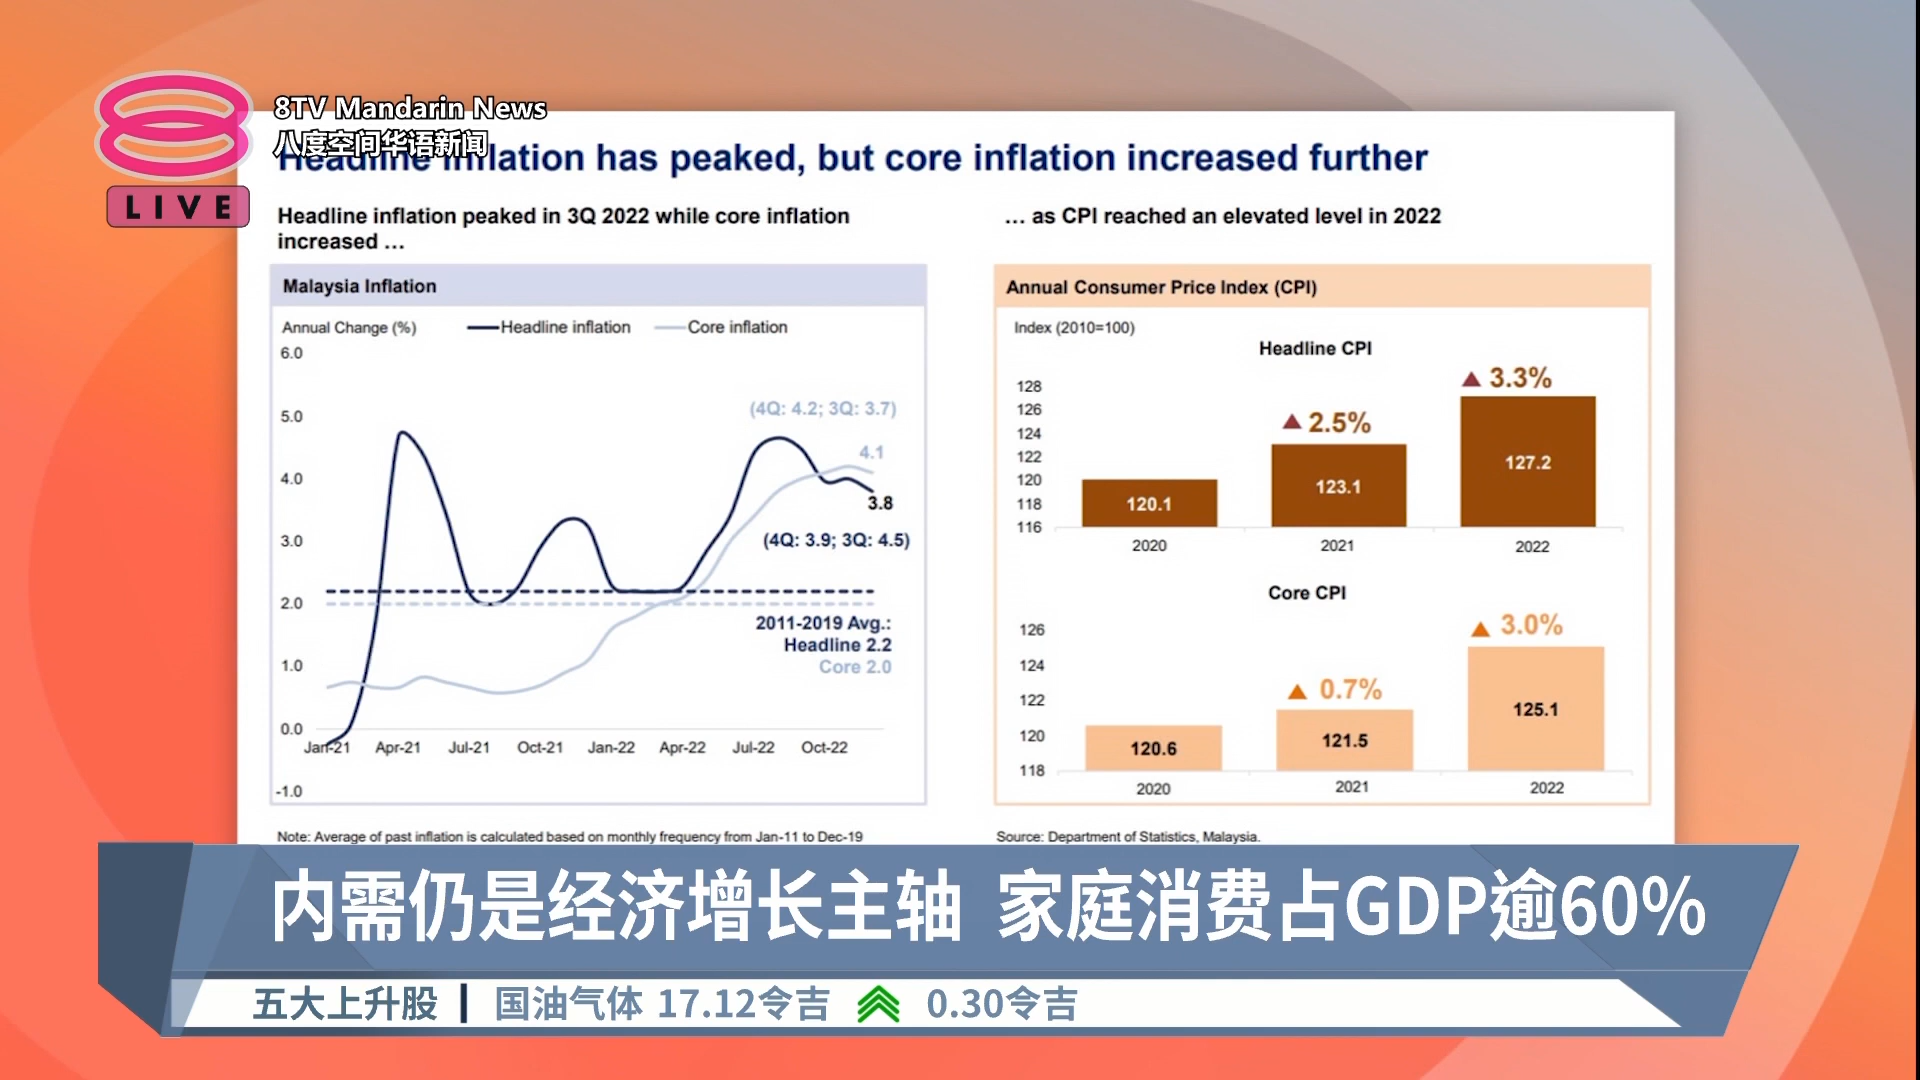 8TV Mandarin News
八度空间华语新闻
LIVE
Headline inflation has peaked, but core inflation increased further
Headline inflation peaked in 3Q 2022 while core inflation
increased ...
... as CPI reached an elevated level in 2022
Malaysia Inflation
Annual Change (%)
Headline inflation
Core inflation
6.0
5.0
4.0
3.0
2.0
1.0
0.0
-1.0
(4Q: 4.2; 3Q: 3.7)
4.1
3.8
(4Q: 3.9; 3Q: 4.5)
2011-2019 Avg.:
Headline 2.2
Core 2.0
Jan-21 Apr-21 Jul-21 Oct-21 Jan-22 Apr-22 Jul-22 Oct-22
Note: Average of past inflation is calculated based on monthly frequency from Jan-11 to Dec-19
Annual Consumer Price Index (CPI)
Index (2010=100)
Headline CPI
128
126
124
122
120
118
116
▲ 2.5%
▲ 3.3%
120.1
123.1
127.2
2020 2021 2022
Core CPI
126
124
122
120
118
▲ 0.7%
▲ 3.0%
120.6
121.5
125.1
2020 2021 2022
Source: Department of Statistics, Malaysia.
内需仍是经济增长主轴 家庭消费占GDP逾60%
五大上升股 国油气体 17.12令吉 0.30令吉